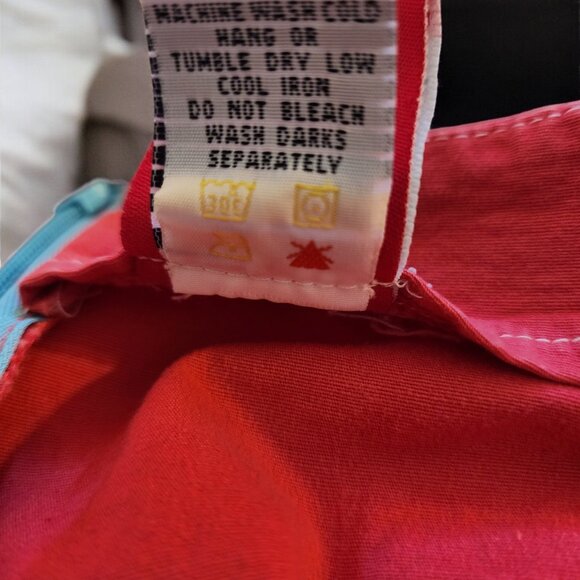 MACHINE WASH COLD
HANG OR
TUMBLE DRY LOW
COOL IRON
DO NOT BLEACH
WASH DARKS
SEPARATELY
30C